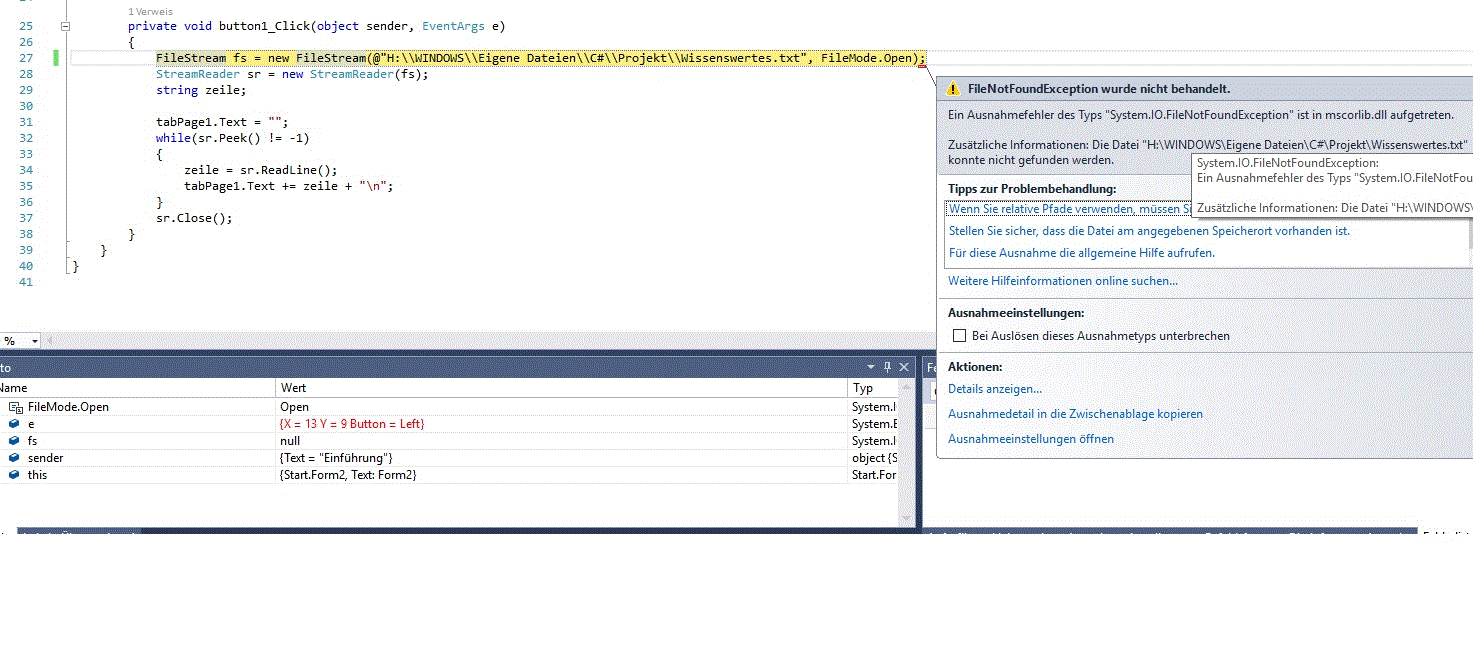 1 Verweis
25 private void button1_Click(object sender, EventArgs e)
26 {
27 FileStream fs = new FileStream(@"H:\\WINDOWS\\Eigene Dateien\\C#\\Projekt\\Wissenswertes.txt", FileMode.Open);
28 StreamReader sr = new StreamReader(fs);
29 string zeile;
30
31 tabPage1.Text = "";
32 while(sr.Peek() != -1)
33 {
34 zeile = sr.ReadLine();
35 tabPage1.Text += zeile + "\n";
36 }
37 sr.Close();
38 }
39 }
40 }
41
FileNotFoundException wurde nicht behandelt.
Ein Ausnahmefehler des Typs "System.IO.FileNotFoundException" ist in mscorlib.dll aufgetreten.
Zusätzliche Informationen: Die Datei "H:\WINDOWS\Eigene Dateien\C#\Projekt\Wissenswertes.txt"
konnte nicht gefunden werden.
System.IO.FileNotFoundException:
Ein Ausnahmefehler des Typs "System.IO.FileNotFou
Zusätzliche Informationen: Die Datei "H:\WINDOWS\
Tipps zur Problembehandlung:
Wenn Sie relative Pfade verwenden, müssen Si
Stellen Sie sicher, dass die Datei am angegebenen Speicherort vorhanden ist.
Für diese Ausnahme die allgemeine Hilfe aufrufen.
Weitere Hilfeinformationen online suchen...
Ausnahmeeinstellungen:
Bei Auslösen dieses Ausnahmetyps unterbrechen
Aktionen:
Details anzeigen...
Ausnahmedetail in die Zwischenablage kopieren
Ausnahmeeinstellungen öffnen
%
to
Fe
Name Wert Typ
FileMode.Open Open System.I
e {X = 13 Y = 9 Button = Left} System.E
fs null System.I
sender {Text = "Einführung"} object {S
this {Start.Form2, Text: Form2} Start.For